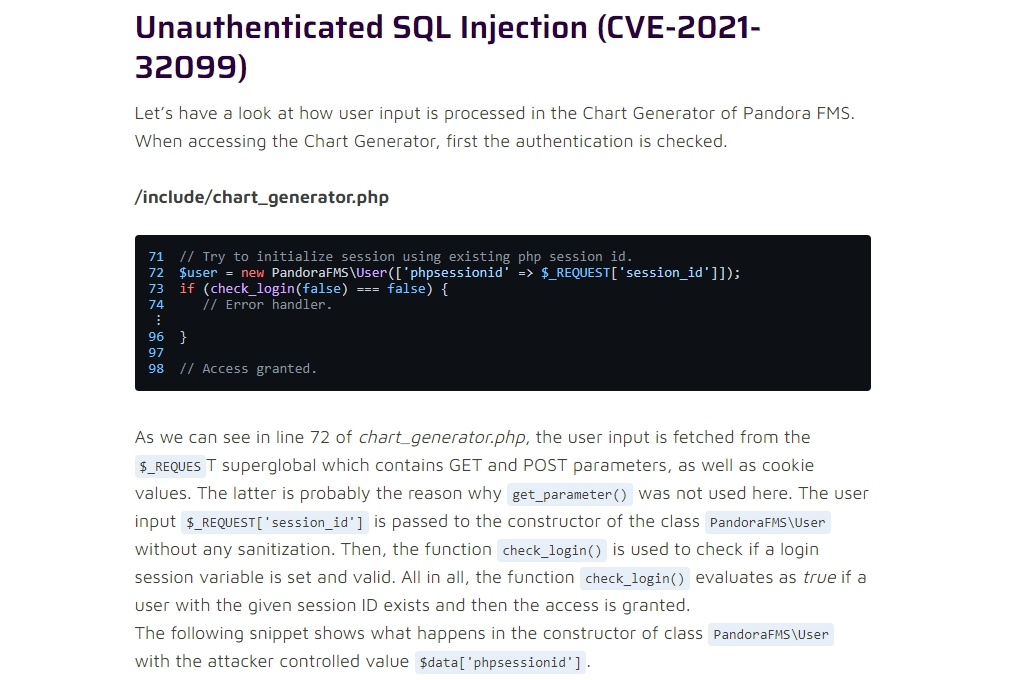 Unauthenticated SQL Injection (CVE-2021-
32099)
Let's have a look at how user input is processed in the Chart Generator of Pandora FMS.
When accessing the Chart Generator, first the authentication is checked.
/include/chart_generator.php
71 // Try to initialize session using existing php session id.
72 $user = new PandoraFMS\User(['phpsessionid' => $_REQUEST['session_id']]);
73 if (check_login(false) === false) {
74    // Error handler.
⋮
96 }
97
98 // Access granted.
As we can see in line 72 of chart_generator.php, the user input is fetched from the
$_REQUES T superglobal which contains GET and POST parameters, as well as cookie
values. The latter is probably the reason why get_parameter() was not used here. The user
input $_REQUEST['session_id'] is passed to the constructor of the class PandoraFMS\User
without any sanitization. Then, the function check_login() is used to check if a login
session variable is set and valid. All in all, the function check_login() evaluates as true if a
user with the given session ID exists and then the access is granted.
The following snippet shows what happens in the constructor of class PandoraFMS\User
with the attacker controlled value $data['phpsessionid'].